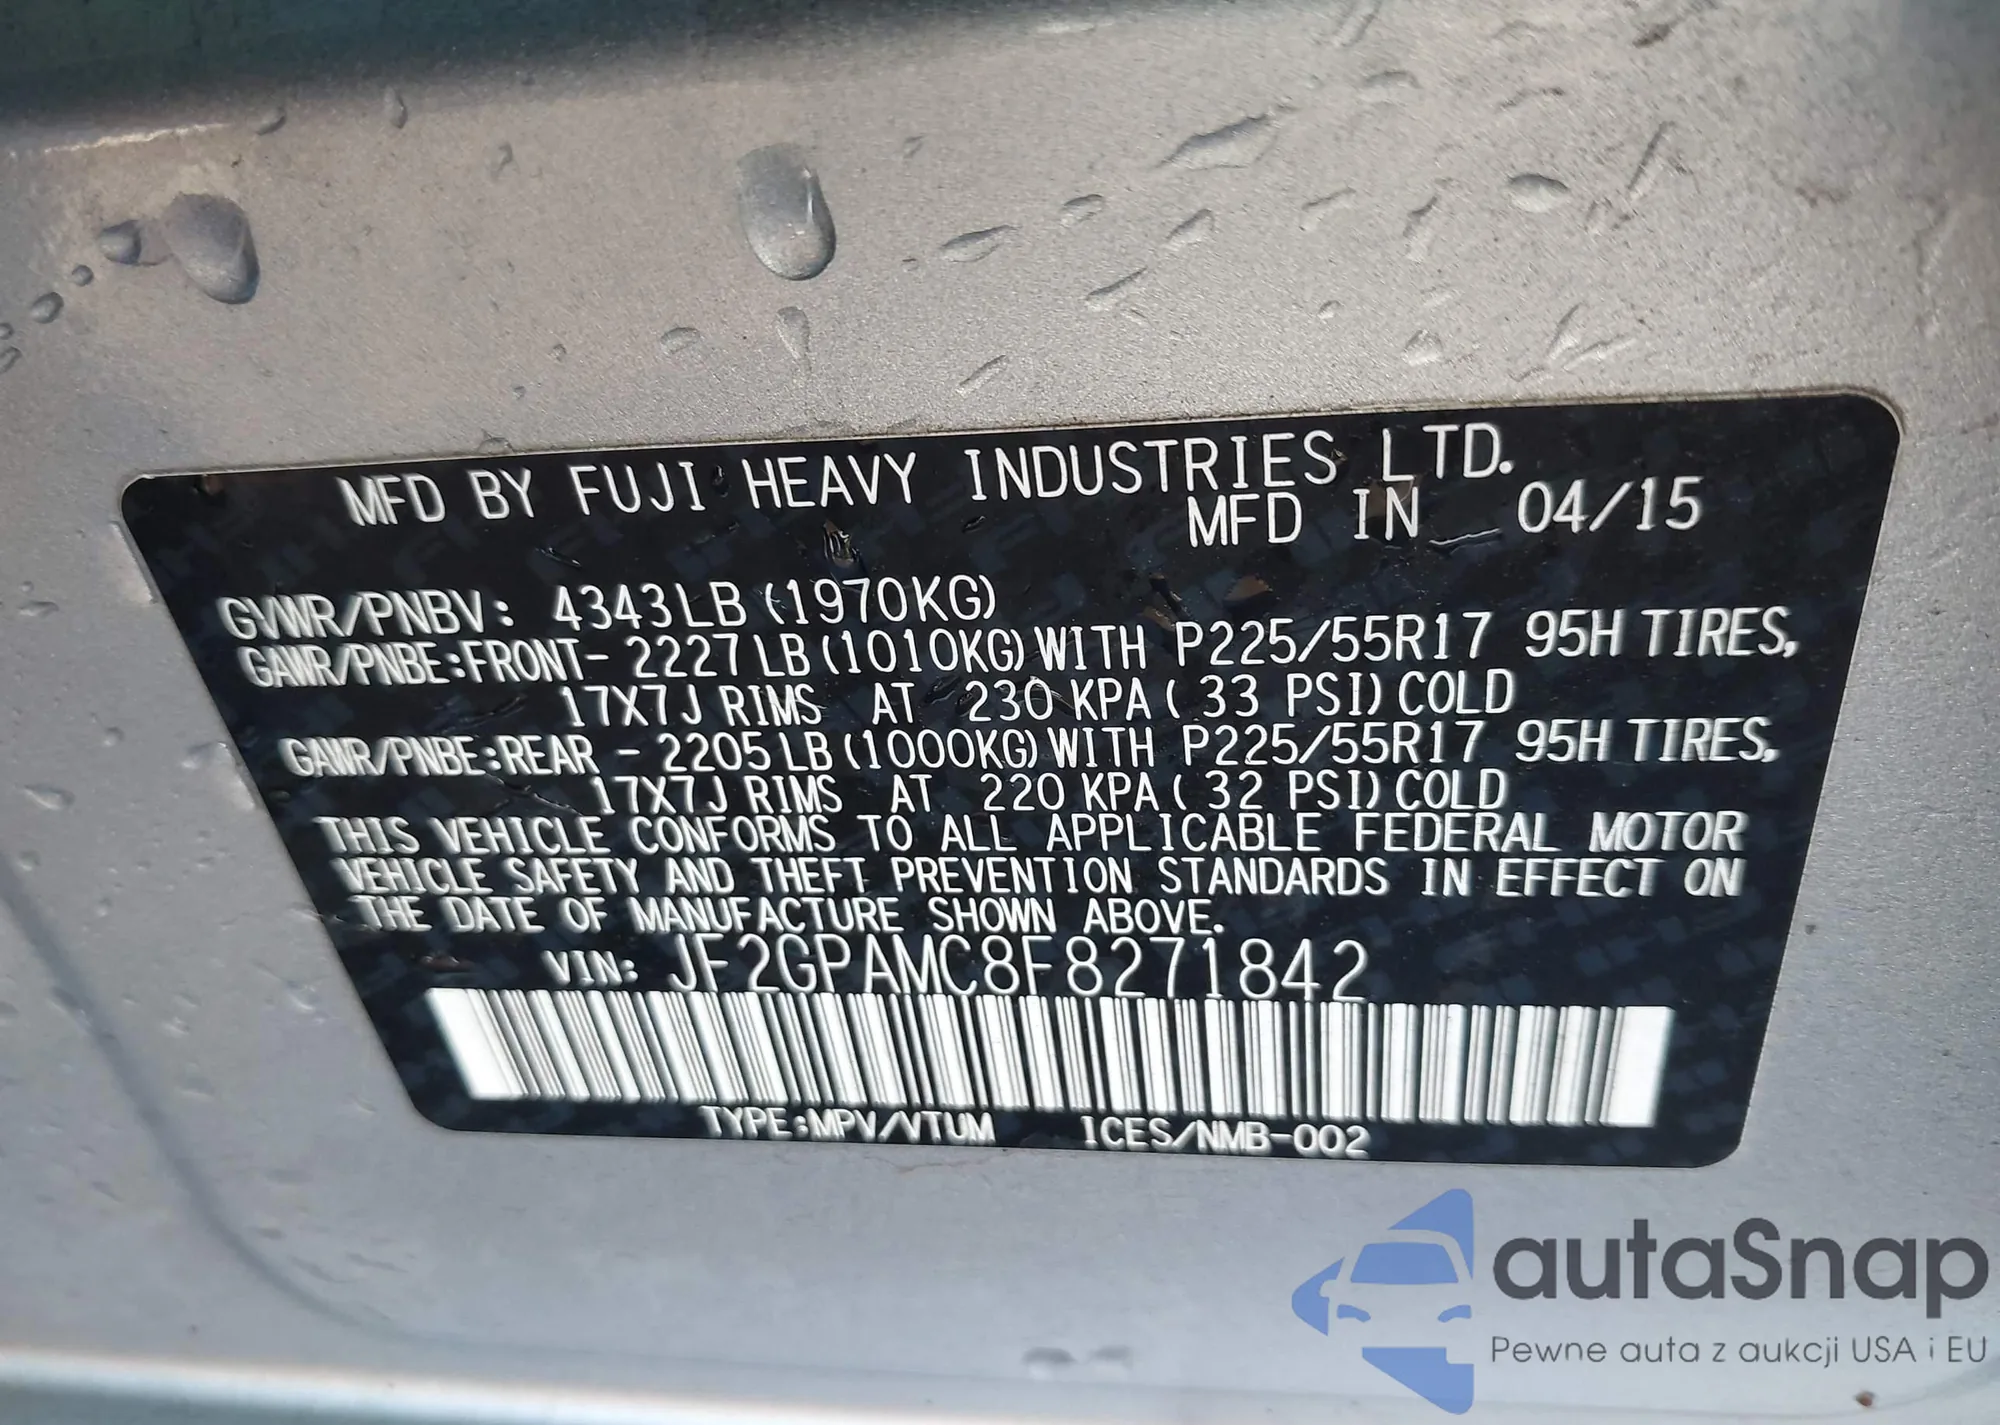 MFD BY FUJI HEAVY INDUSTRIES LTD.
MFD IN 04/15
GVWR/PNBV: 4343LB (1970KG)
GAWR/PNBE:FRONT- 2227LB (1010KG) WITH P225/55R17 95H TIRES,
17X7J RIMS AT 230 KPA ( 33 PSI) COLD
GAWR/PNBE:REAR - 2205LB (1000KG) WITH P225/55R17 95H TIRES,
17X7J RIMS AT 220 KPA ( 32 PSI) COLD
THIS VEHICLE CONFORMS TO ALL APPLICABLE FEDERAL MOTOR
VEHICLE SAFETY AND THEFT PREVENTION STANDARDS IN EFFECT ON
THE DATE OF MANUFACTURE SHOWN ABOVE.
VIN: JF2GPAMC8F8271842
TYPE:MPV/VTUM ICES/NMB-002
autaSnap
Pewne auta z aukcji USA i EU